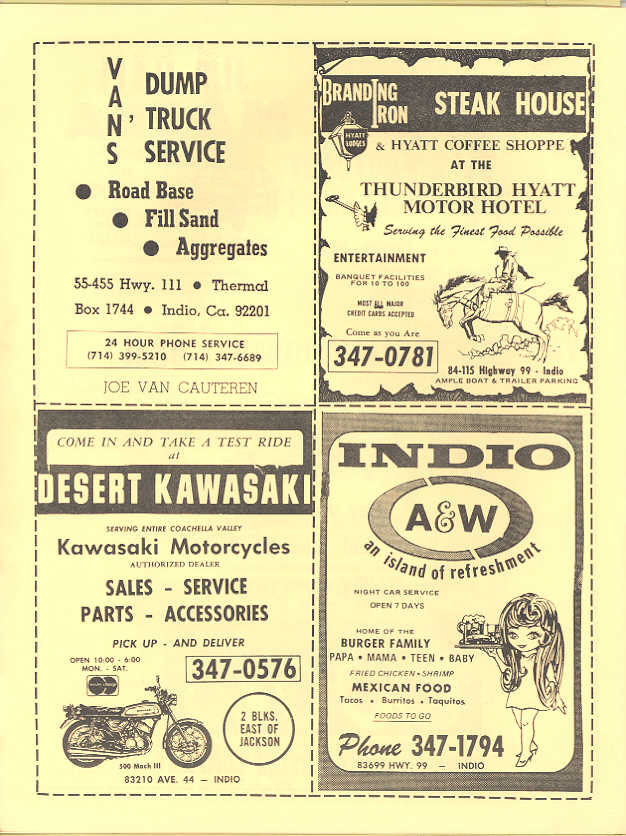 VANS' DUMP
TRUCK
SERVICE
● Road Base
● Fill Sand
● Aggregates
55-455 Hwy. 111 ● Thermal
Box 1744 ● Indio, Ca. 92201
24 HOUR PHONE SERVICE
(714) 399-5210 (714) 347-6689
JOE VAN CAUTEREN
BRANDING IRON STEAK HOUSE
HYATT LODGES
& HYATT COFFEE SHOPPE
AT THE
THUNDERBIRD HYATT
MOTOR HOTEL
Serving the Finest Food Possible
ENTERTAINMENT
BANQUET FACILITIES
FOR 10 TO 100
MOST ALL MAJOR
CREDIT CARDS ACCEPTED
Come as you Are
347-0781
84-115 Highway 99 - Indio
AMPLE BOAT & TRAILER PARKING
COME IN AND TAKE A TEST RIDE
at
DESERT KAWASAKI
SERVING ENTIRE COACHELLA VALLEY
Kawasaki Motorcycles
AUTHORIZED DEALER
SALES - SERVICE
PARTS - ACCESSORIES
PICK UP - AND DELIVER
OPEN 10:00 - 6:00
MON. - SAT.
347-0576
2 BLKS.
EAST OF
JACKSON
500 Mach III
83210 AVE. 44 — INDIO
INDIO
A&W
an island of refreshment
NIGHT CAR SERVICE
OPEN 7 DAYS
HOME OF THE
BURGER FAMILY
PAPA • MAMA • TEEN • BABY
FRIED CHICKEN • SHRIMP
MEXICAN FOOD
Tacos • Burritos • Taquitos
FOODS TO GO
Phone 347-1794
83699 HWY. 99 — INDIO